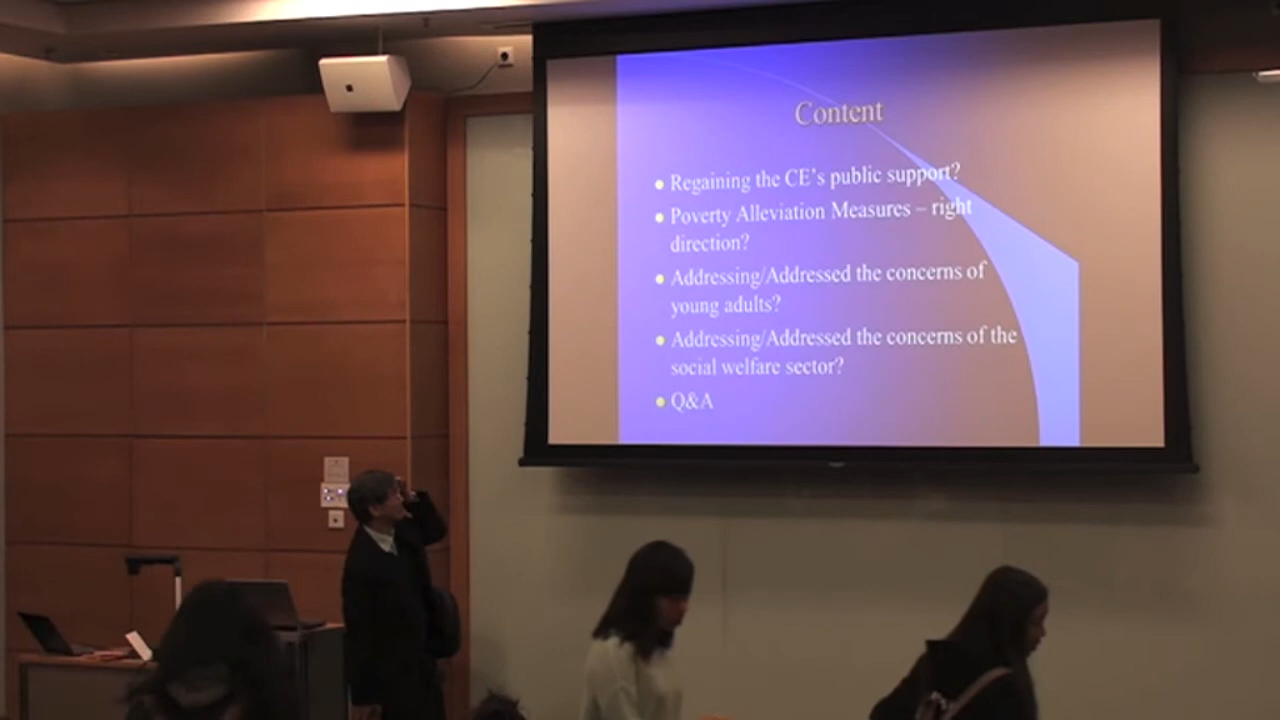 Content
Regaining the CE's public support?
Poverty Alleviation Measures – right
direction?
Addressing/Addressed the concerns of
young adults?
Addressing/Addressed the concerns of the
social welfare sector?
Q&A